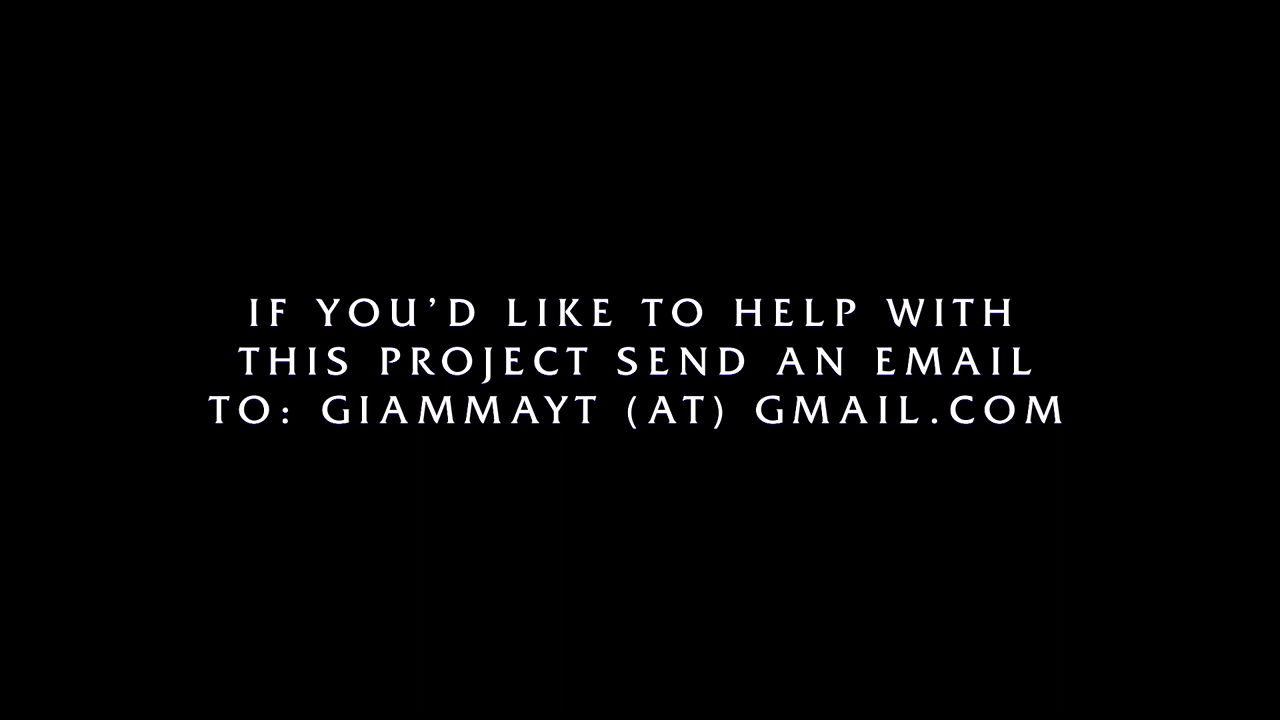 IF YOU’D LIKE TO HELP WITH
THIS PROJECT SEND AN EMAIL
TO: GIAMMAYT (AT) GMAIL.COM